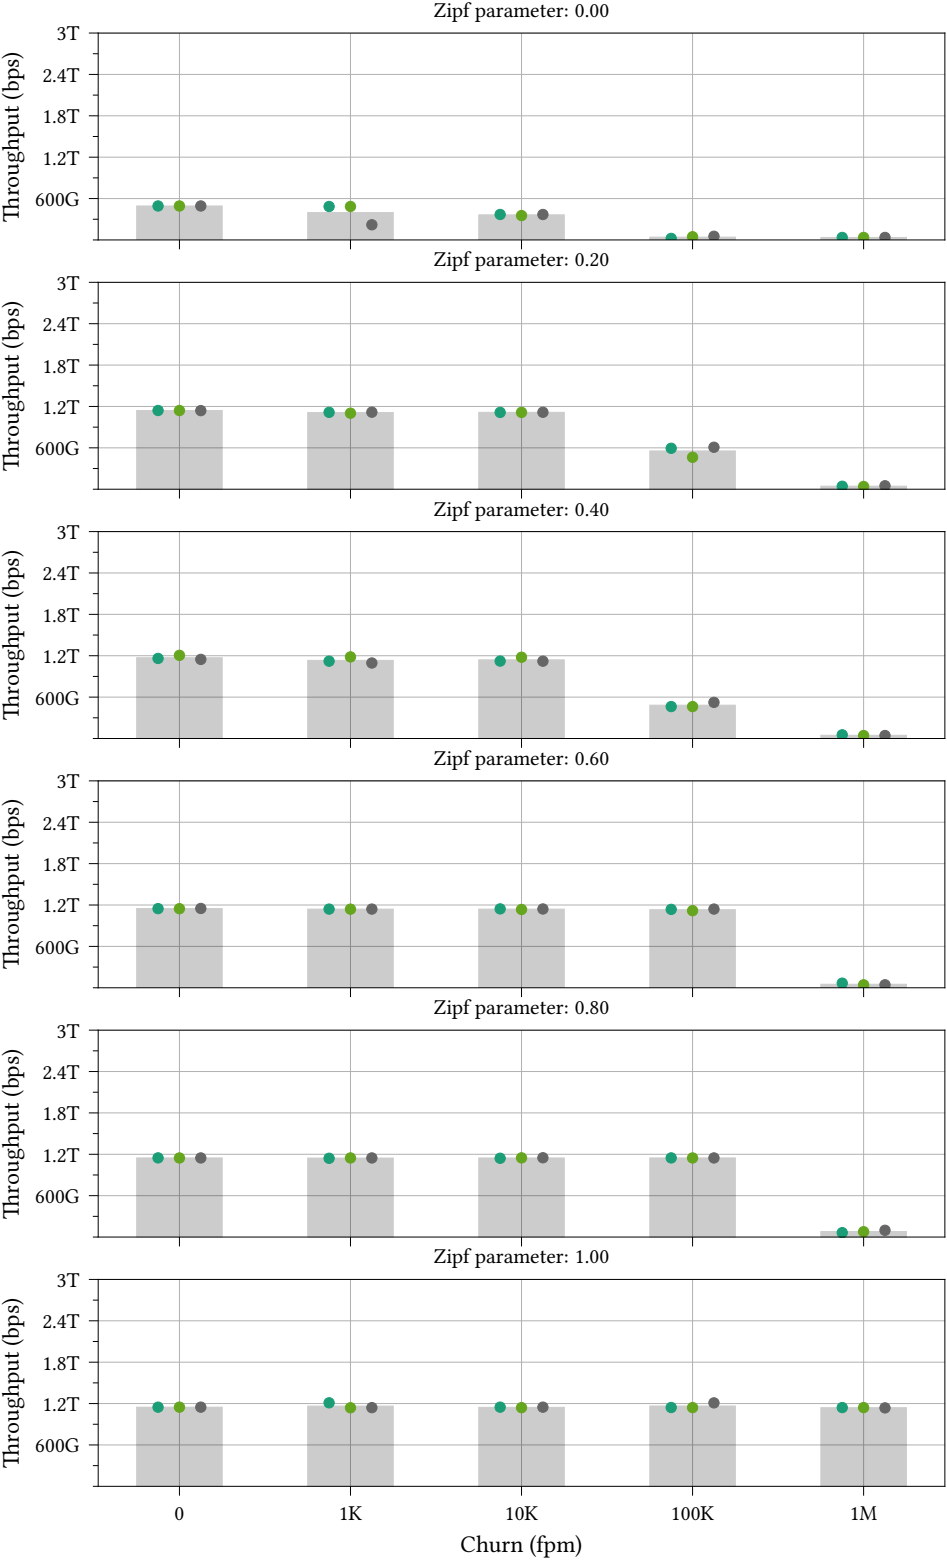 Zipf parameter: 0.00
3T
2.4T
1.8T
1.2T
600G
Throughput (bps)
Zipf parameter: 0.20
3T
2.4T
1.8T
1.2T
600G
Throughput (bps)
Zipf parameter: 0.40
3T
2.4T
1.8T
1.2T
600G
Throughput (bps)
Zipf parameter: 0.60
3T
2.4T
1.8T
1.2T
600G
Throughput (bps)
Zipf parameter: 0.80
3T
2.4T
1.8T
1.2T
600G
Throughput (bps)
Zipf parameter: 1.00
3T
2.4T
1.8T
1.2T
600G
Throughput (bps)
0 1K 10K 100K 1M
Churn (fpm)